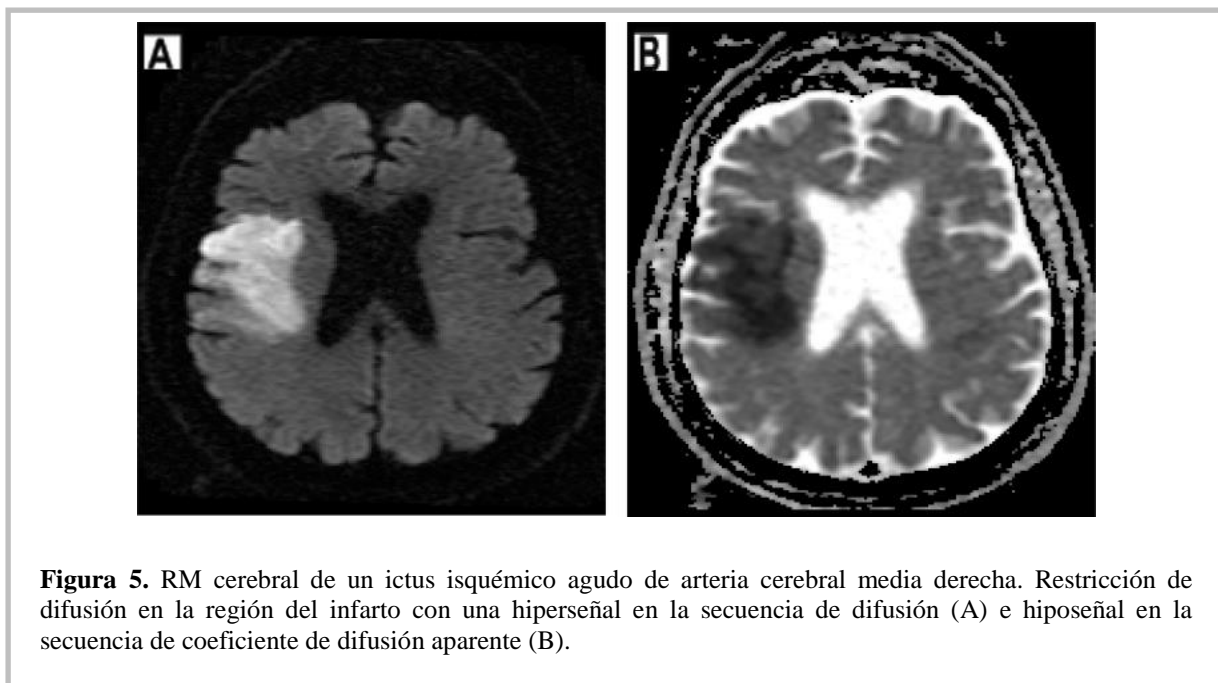 A
B
Figura 5. RM cerebral de un ictus isquémico agudo de arteria cerebral media derecha. Restricción de
difusión en la región del infarto con una hiperseñal en la secuencia de difusión (A) e hiposeñal en la
secuencia de coeficiente de difusión aparente (B).